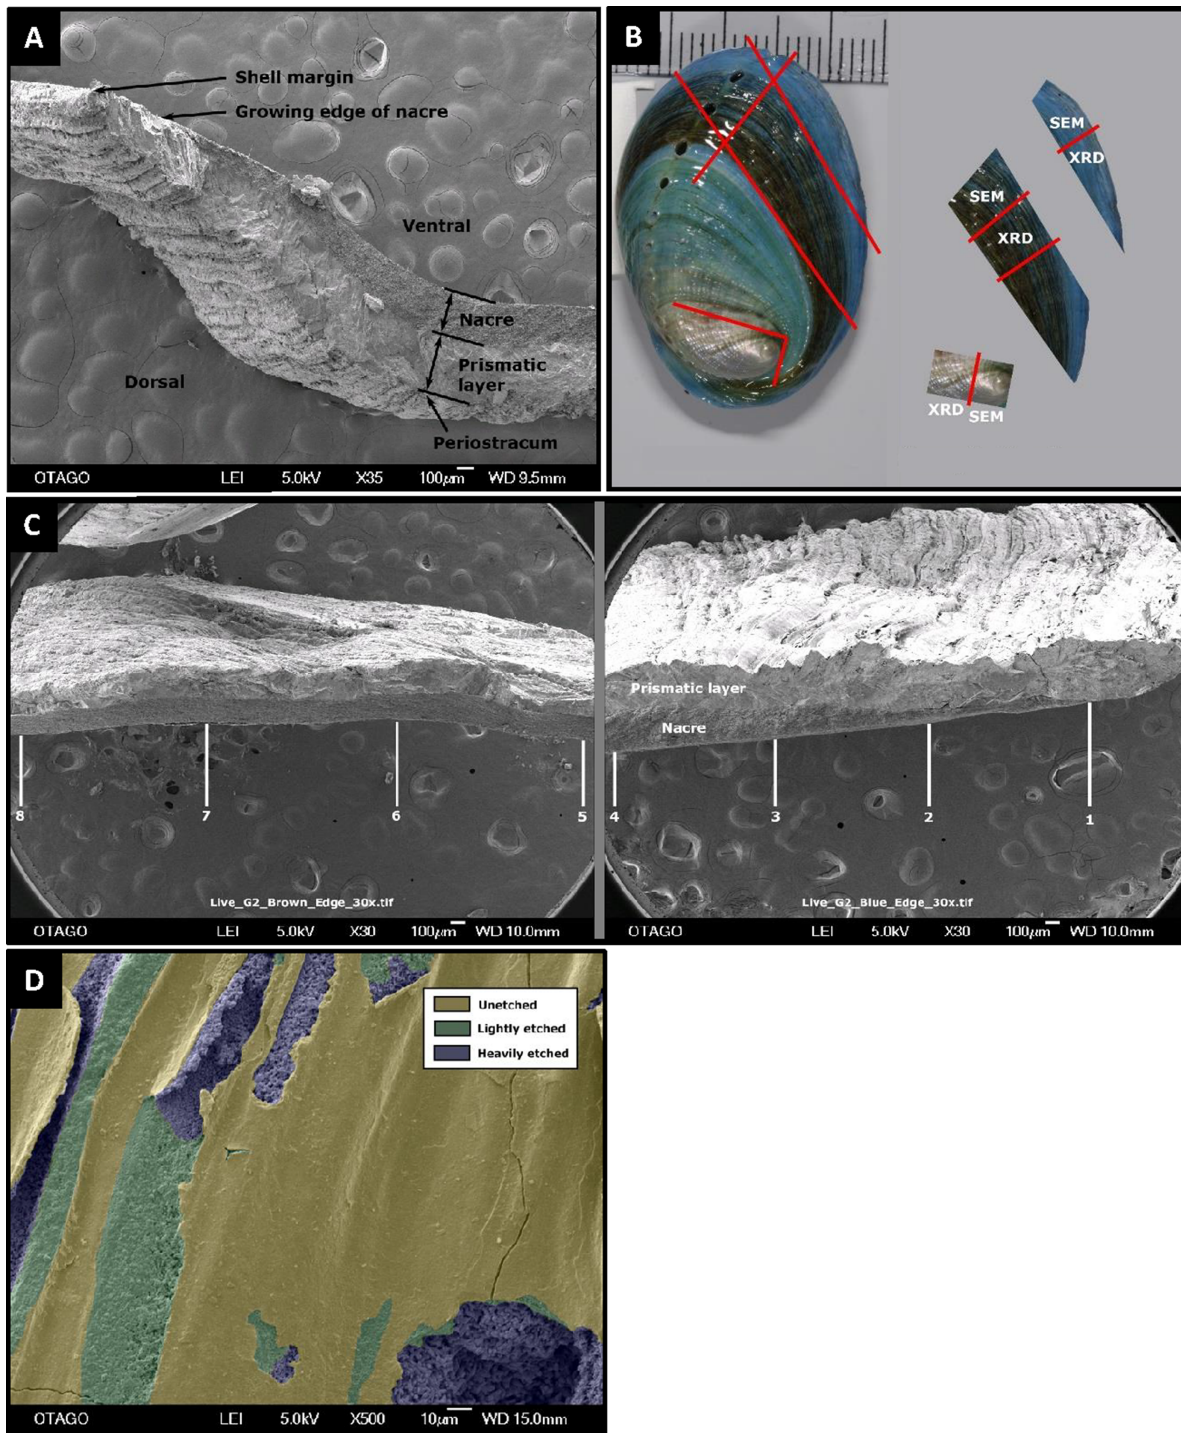 A
Shell margin
Growing edge of nacre
Ventral
Nacre
Prismatic
layer
Dorsal
Periostracum
OTAGO LEI 5.0kV X35 100µm WD 9.5mm
B
SEM
XRD
SEM
XRD
XRD
SEM
C
8
7
6
5
Live_G2_Brown_Edge_30x.tif
OTAGO LEI 5.0kV X30 100µm WD 10.0mm
Prismatic layer
Nacre
4
3
2
1
Live_G2_Blue_Edge_30x.tif
OTAGO LEI 5.0kV X30 100µm WD 10.0mm
D
Unetched
Lightly etched
Heavily etched
OTAGO LEI 5.0kV X500 10µm WD 15.0mm